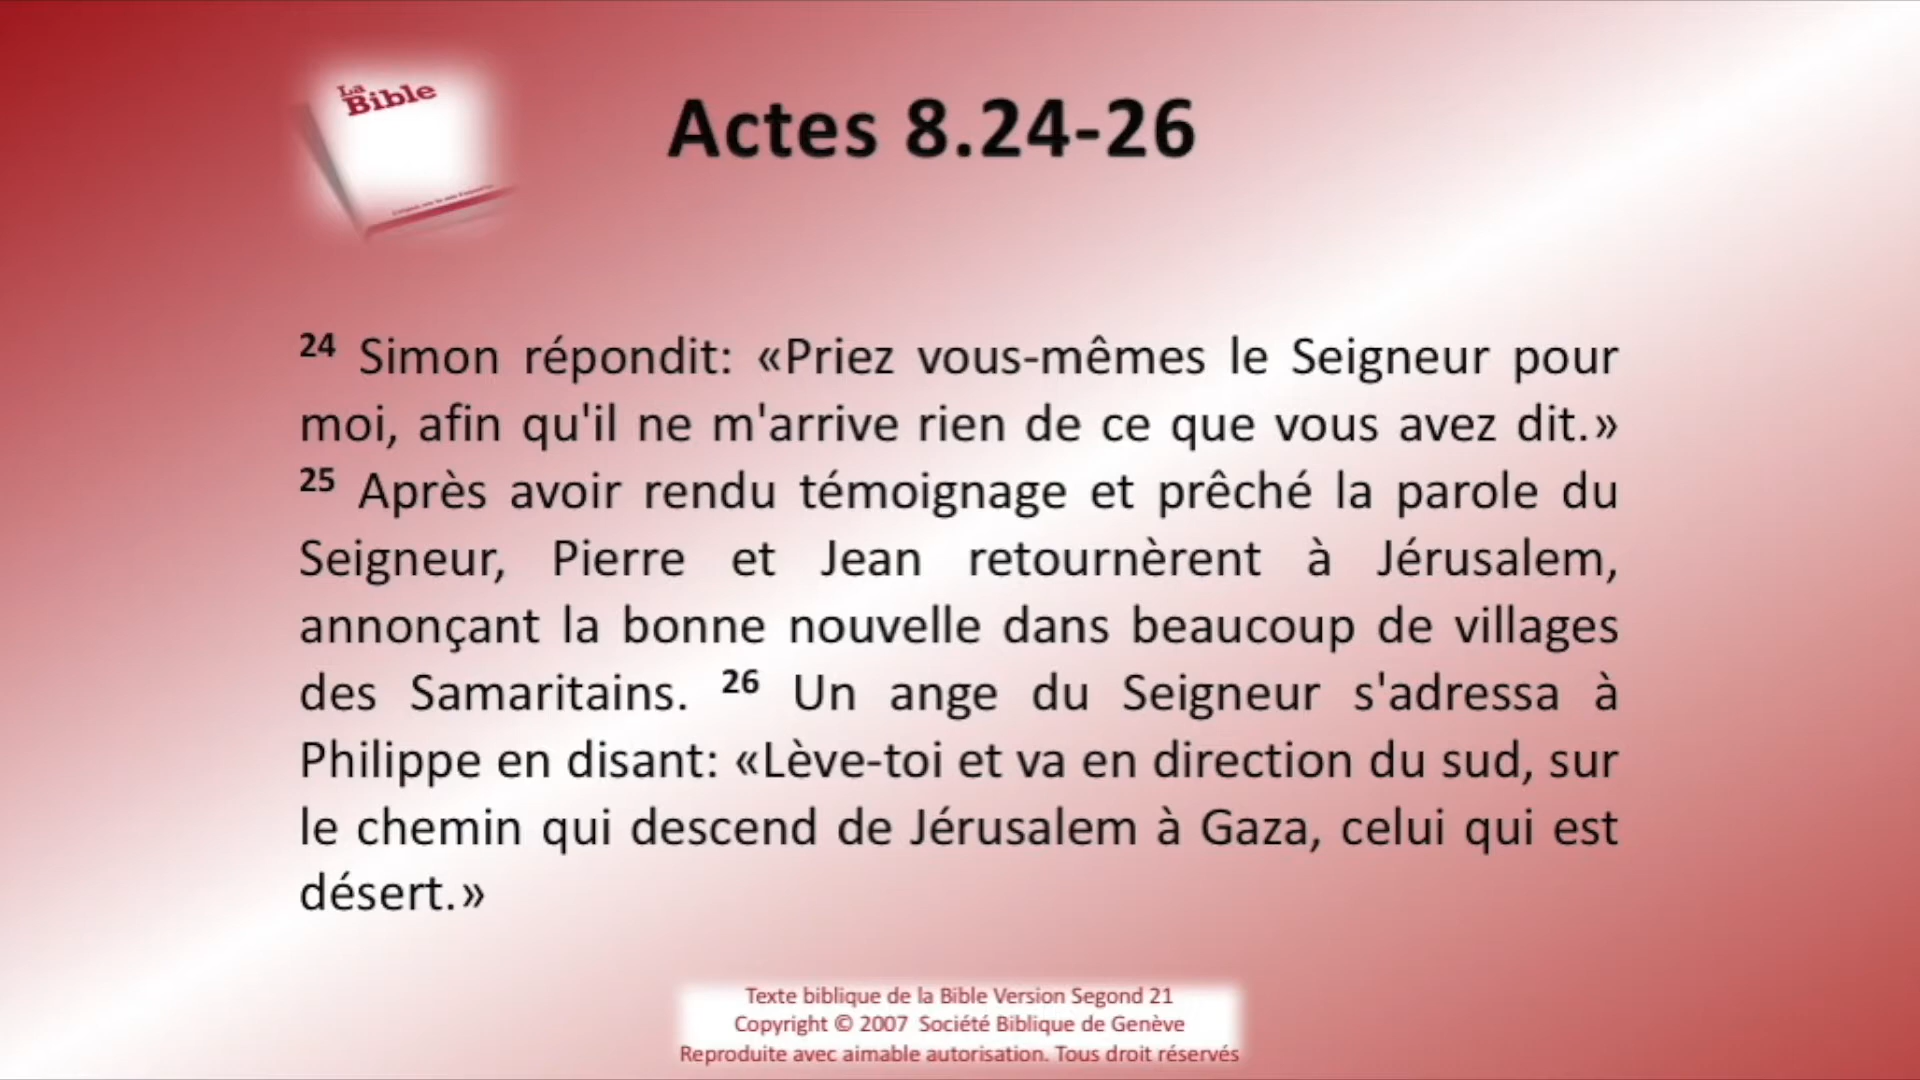 La
Bible
Actes 8.24-26
24 Simon répondit: «Priez vous-mêmes le Seigneur pour
moi, afin qu'il ne m'arrive rien de ce que vous avez dit.»
25 Après avoir rendu témoignage et prêché la parole du
Seigneur, Pierre et Jean retournèrent à Jérusalem,
annonçant la bonne nouvelle dans beaucoup de villages
des Samaritains. 26 Un ange du Seigneur s'adressa à
Philippe en disant: «Lève-toi et va en direction du sud, sur
le chemin qui descend de Jérusalem à Gaza, celui qui est
désert.»
Texte biblique de la Bible Version Segond 21
Copyright © 2007 Société Biblique de Genève
Reproduite avec aimable autorisation. Tous droit réservés